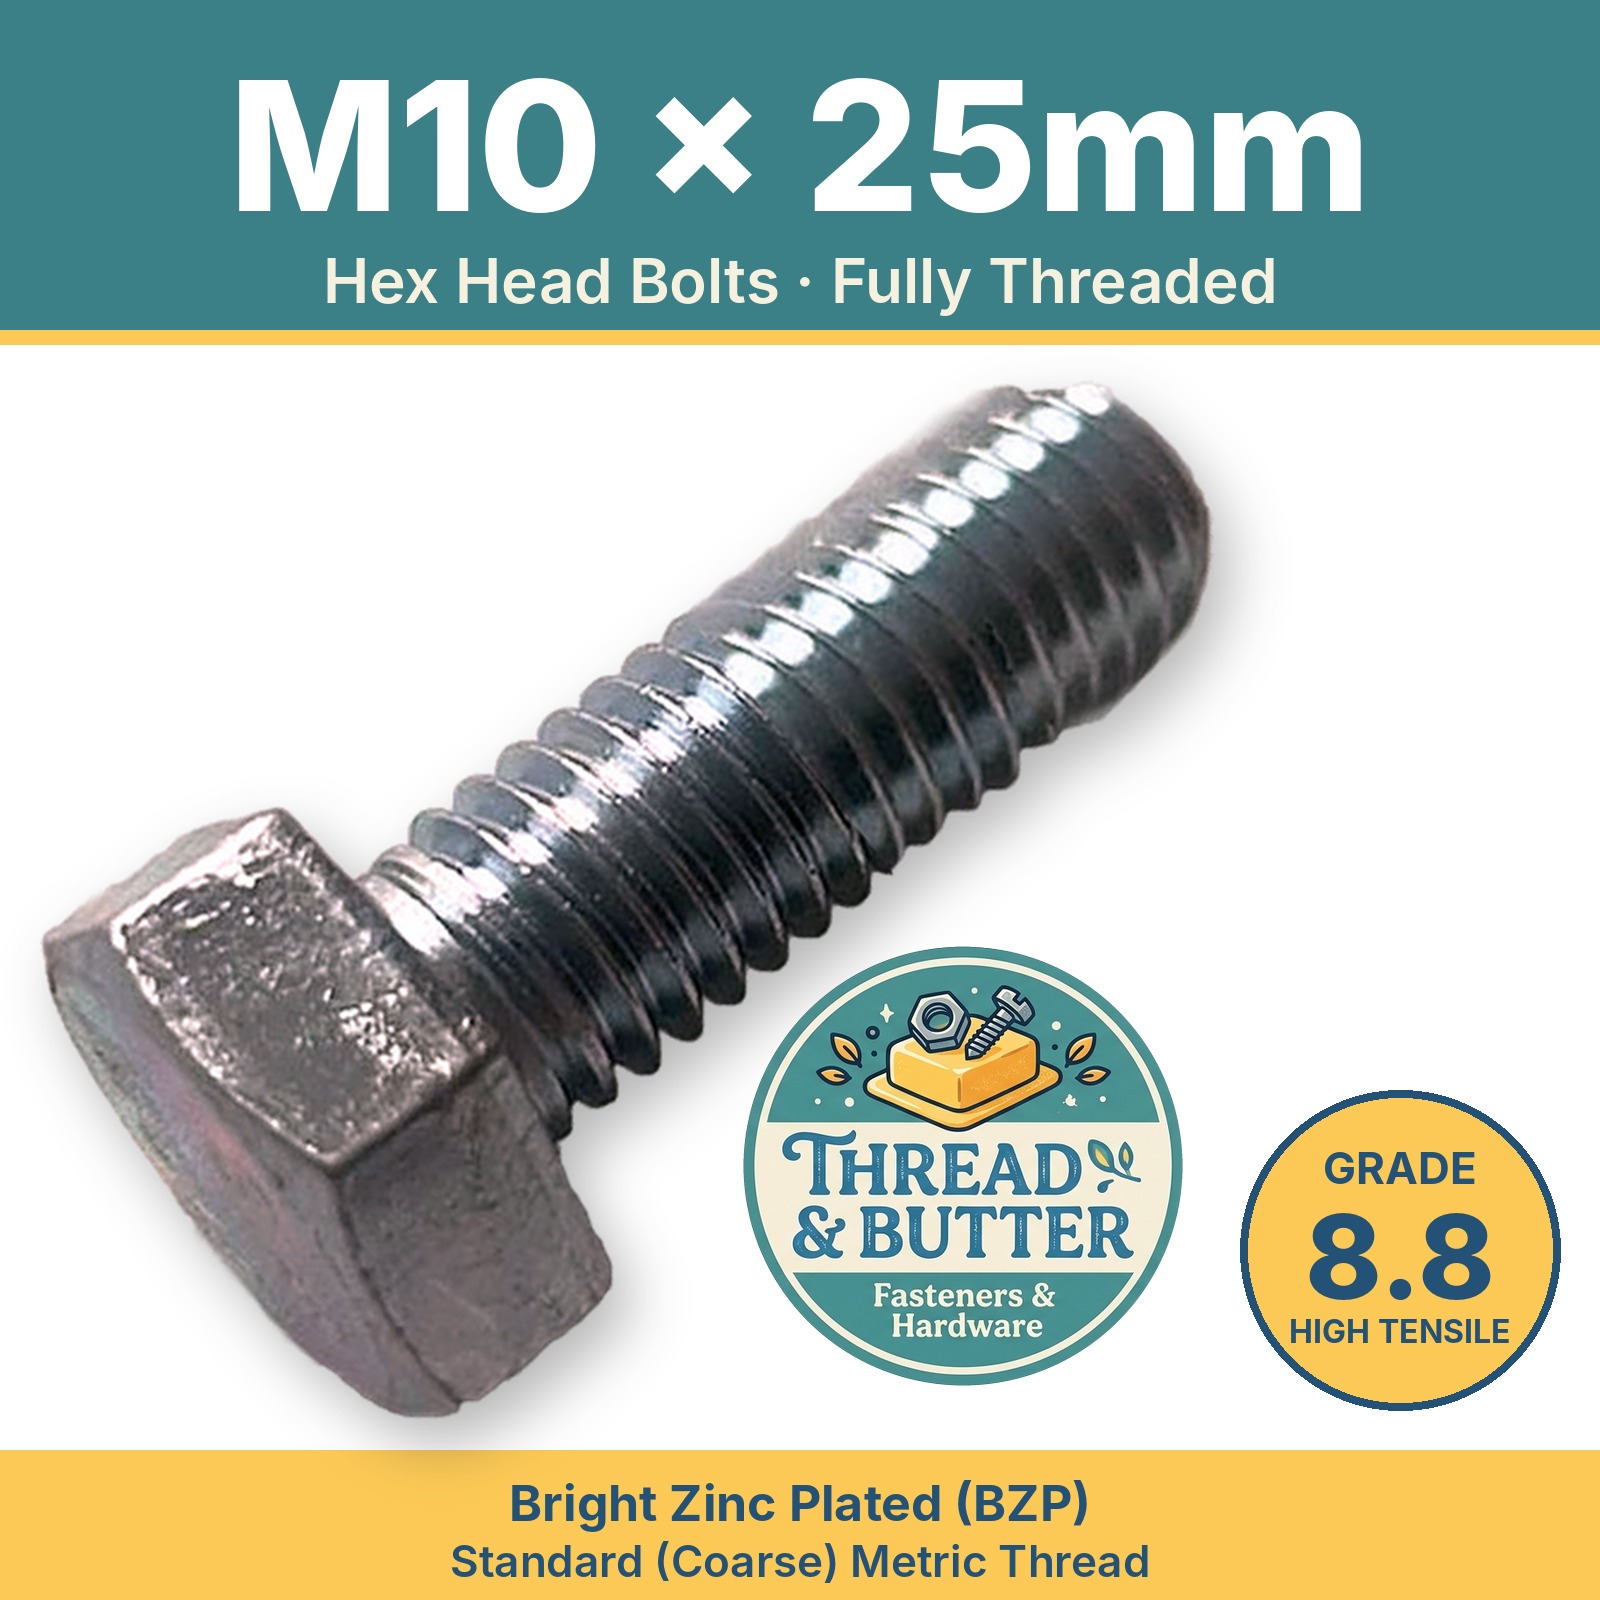 M10 × 25mm
Hex Head Bolts · Fully Threaded
THREAD
& BUTTER
Fasteners &
Hardware
GRADE
8.8
HIGH TENSILE
Bright Zinc Plated (BZP)
Standard (Coarse) Metric Thread